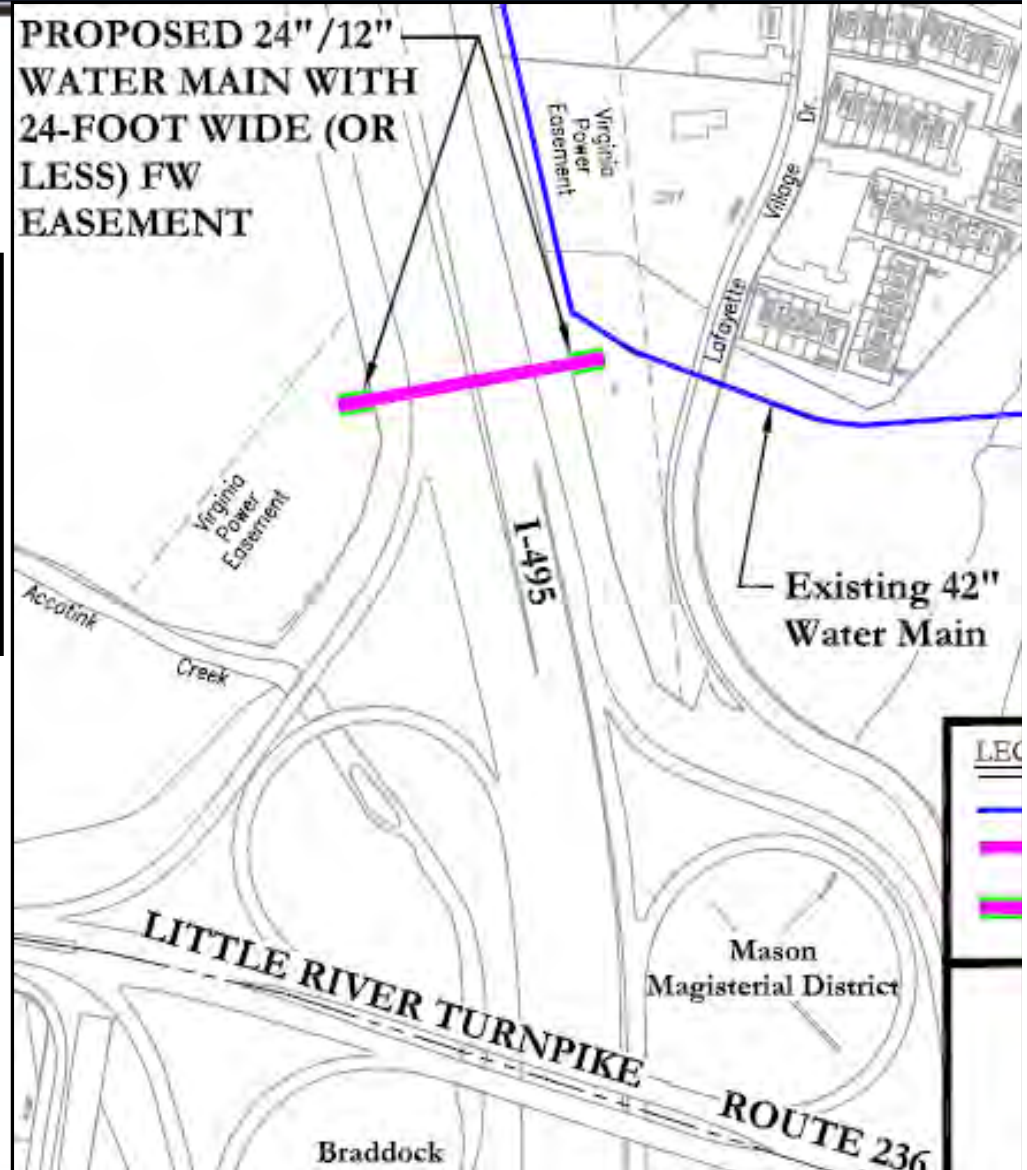 PROPOSED 24"/12"
WATER MAIN WITH
24-FOOT WIDE (OR
LESS) FW
EASEMENT
Virginia
Power
Easement
Village
Dr
Lafayette
Virginia
Power
Easement
I-495
Accotink
Creek
Existing 42"
Water Main
Mason
Magisterial District
LITTLE RIVER TURNPIKE
ROUTE 236
Braddock